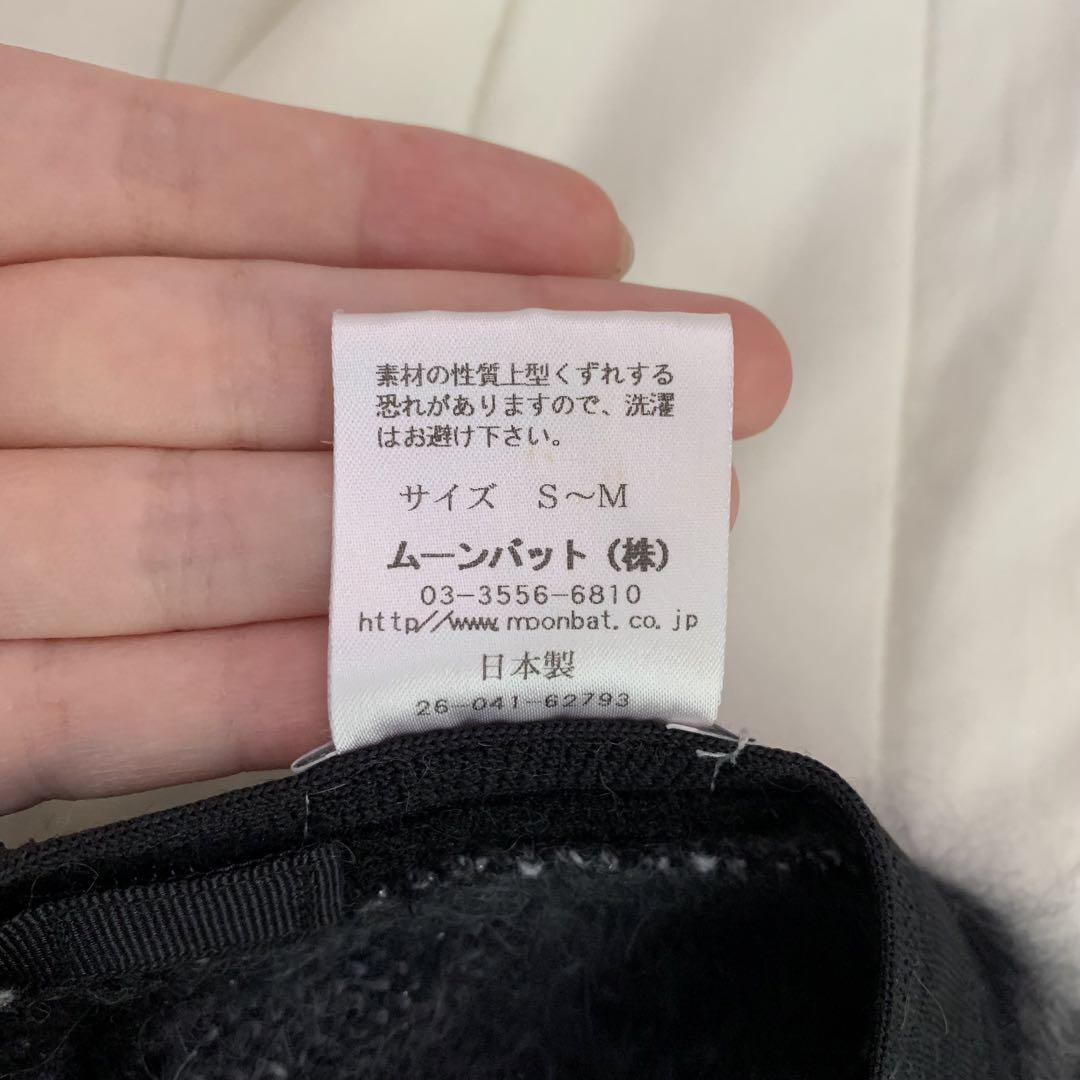 素材の性質上型くずれする
恐れがありますので、洗濯
はお避け下さい。
サイズ S～M
ムーンバット（株）
03-3556-6810
http//www.moonbat.co.jp
日本製
26-041-62793